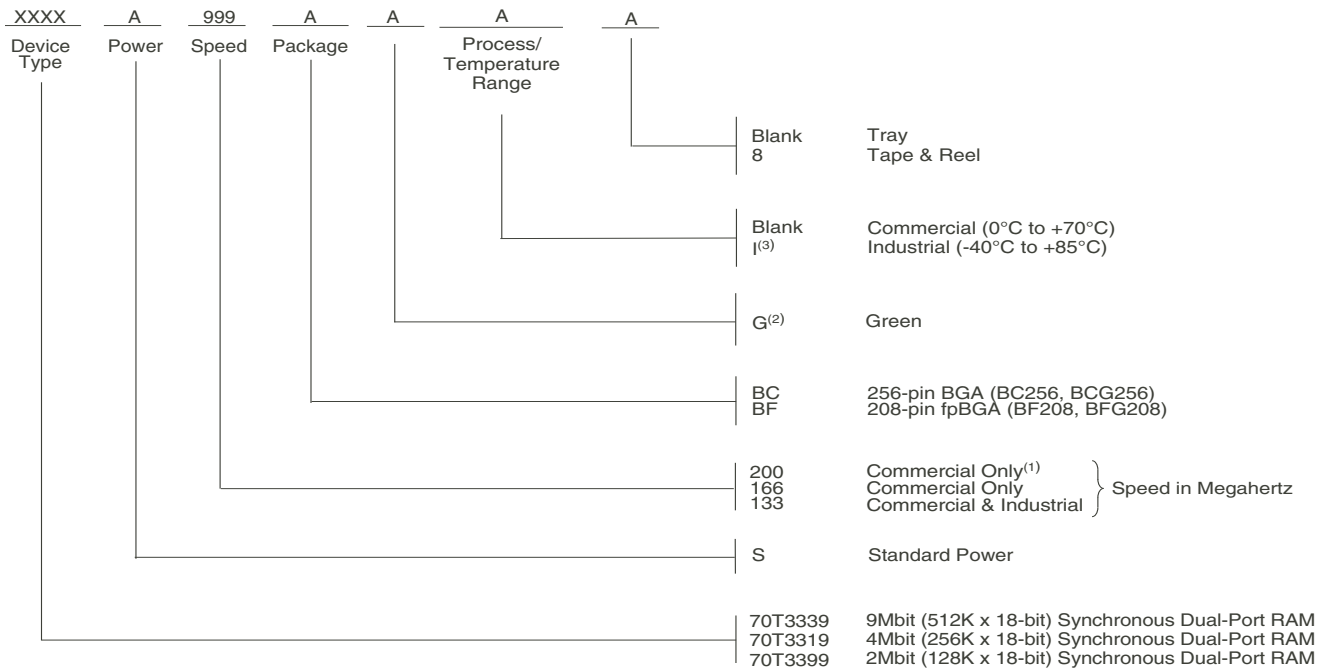 XXXX A 999 A A A A
Device Type Power Speed Package Process/ Temperature Range
Blank Tray
8 Tape & Reel
Blank Commercial (0°C to +70°C)
I(3) Industrial (-40°C to +85°C)
G(2) Green
BC 256-pin BGA (BC256, BCG256)
BF 208-pin fpBGA (BF208, BFG208)
200 Commercial Only(1)
166 Commercial Only Speed in Megahertz
133 Commercial & Industrial
S Standard Power
70T3339 9Mbit (512K x 18-bit) Synchronous Dual-Port RAM
70T3319 4Mbit (256K x 18-bit) Synchronous Dual-Port RAM
70T3399 2Mbit (128K x 18-bit) Synchronous Dual-Port RAM